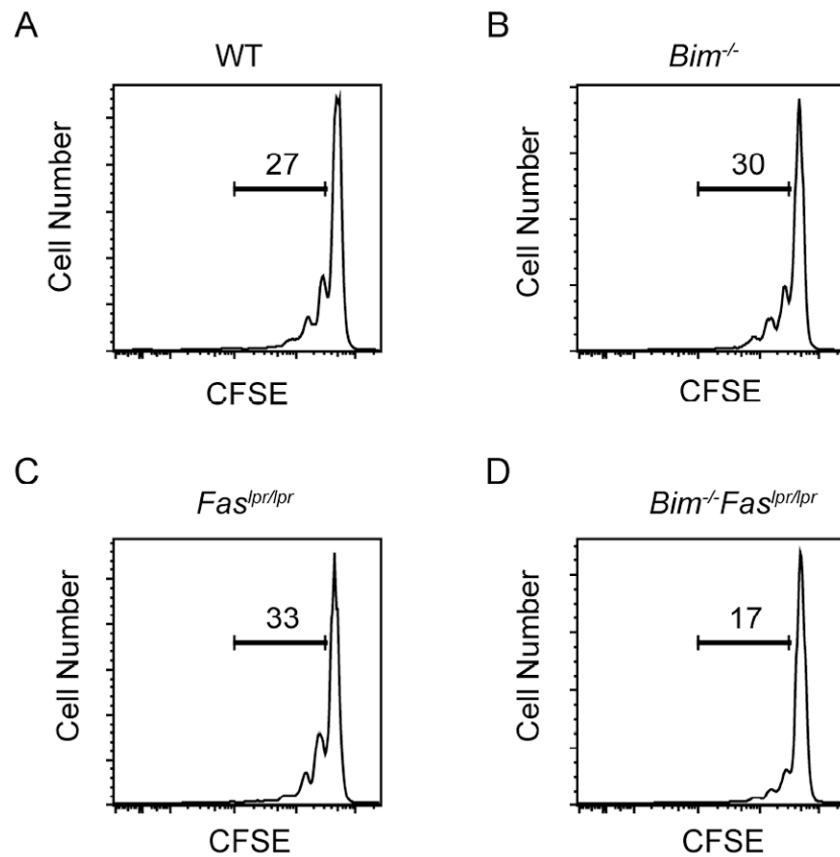 A
WT
27
Cell Number
CFSE
B
Bim-/-
30
Cell Number
CFSE
C
Faslpr/lpr
33
Cell Number
CFSE
D
Bim-/-Faslpr/lpr
17
Cell Number
CFSE